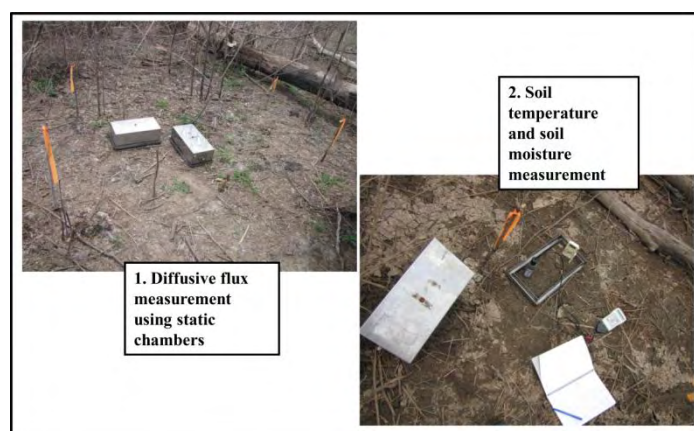 1. Diffusive flux
measurement
using static
chambers
2. Soil
temperature
and soil
moisture
measurement